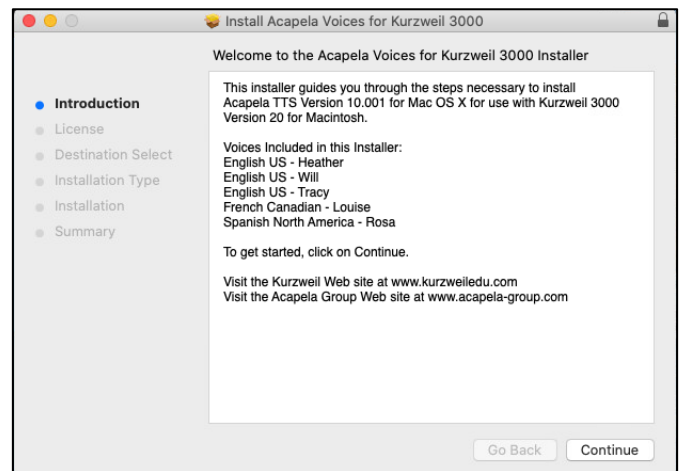 Install Acapela Voices for Kurzweil 3000
Welcome to the Acapela Voices for Kurzweil 3000 Installer
Introduction
License
Destination Select
Installation Type
Installation
Summary
This installer guides you through the steps necessary to install
Acapela TTS Version 10.001 for Mac OS X for use with Kurzweil 3000
Version 20 for Macintosh.
Voices Included in this Installer:
English US - Heather
English US - Will
English US - Tracy
French Canadian - Louise
Spanish North America - Rosa
To get started, click on Continue.
Visit the Kurzweil Web site at www.kurzweiledu.com
Visit the Acapela Group Web site at www.acapela-group.com
Go Back
Continue